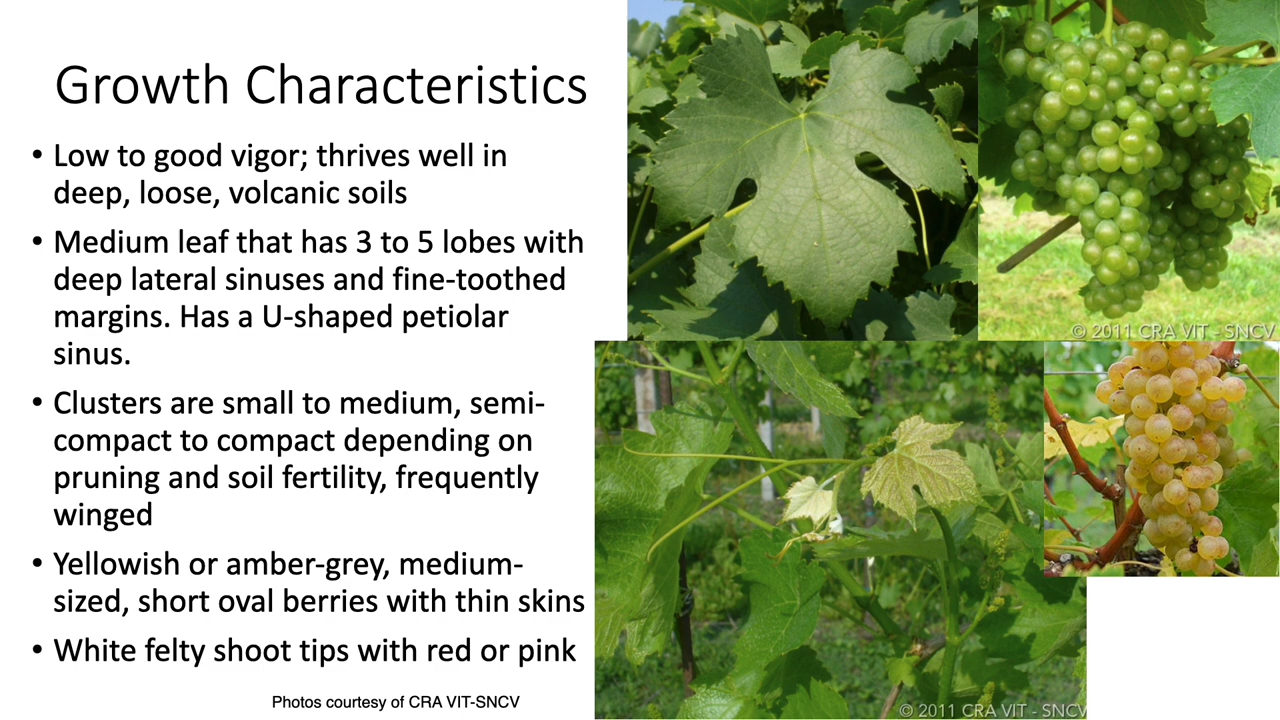 Growth Characteristics
• Low to good vigor; thrives well in
deep, loose, volcanic soils
• Medium leaf that has 3 to 5 lobes with
deep lateral sinuses and fine-toothed
margins. Has a U-shaped petiolar
sinus.
• Clusters are small to medium, semi-
compact to compact depending on
pruning and soil fertility, frequently
winged
• Yellowish or amber-grey, medium-
sized, short oval berries with thin skins
• White felty shoot tips with red or pink
Photos courtesy of CRA VIT-SNCV
© 2011 CRA VIT - SNCV
© 2011 CRA VIT - SNCV